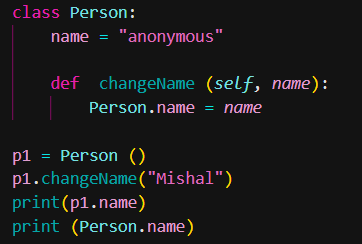 class Person:
    name = "anonymous"

    def  changeName (self, name):
        Person.name = name

p1 = Person ()
p1.changeName("Mishal")
print(p1.name)
print (Person.name)